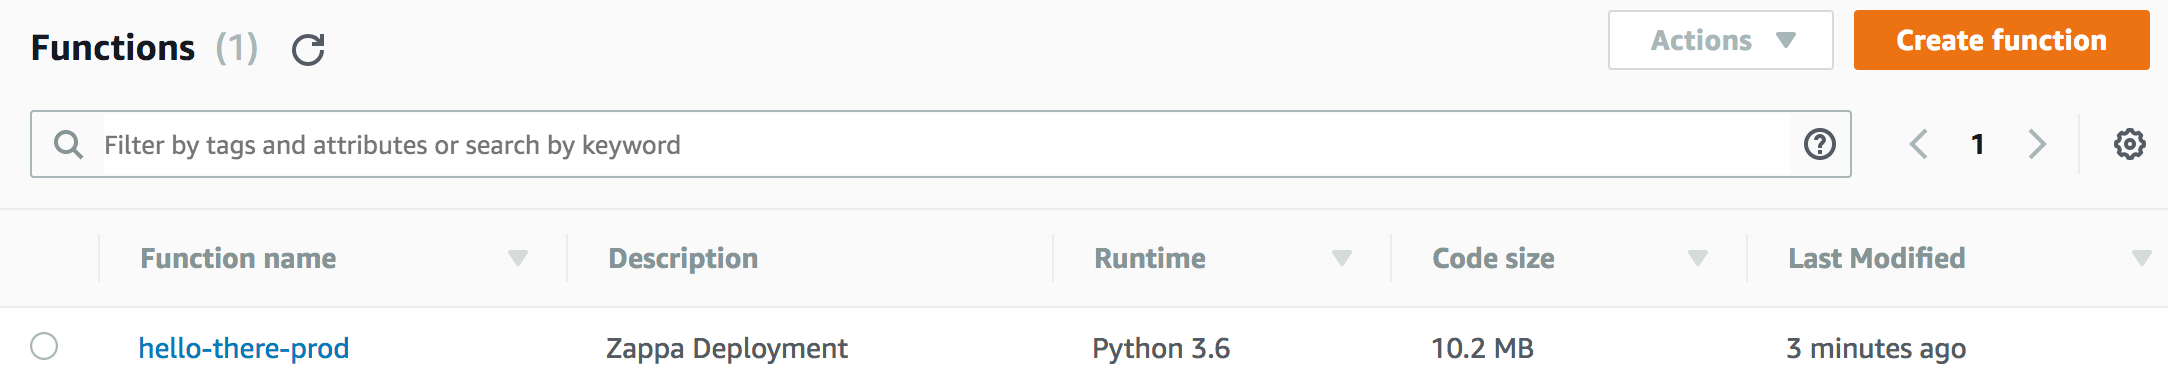 Functions (1)
Actions
Create function
Filter by tags and attributes or search by keyword
1
Function name Description Runtime Code size Last Modified
hello-there-prod Zappa Deployment Python 3.6 10.2 MB 3 minutes ago